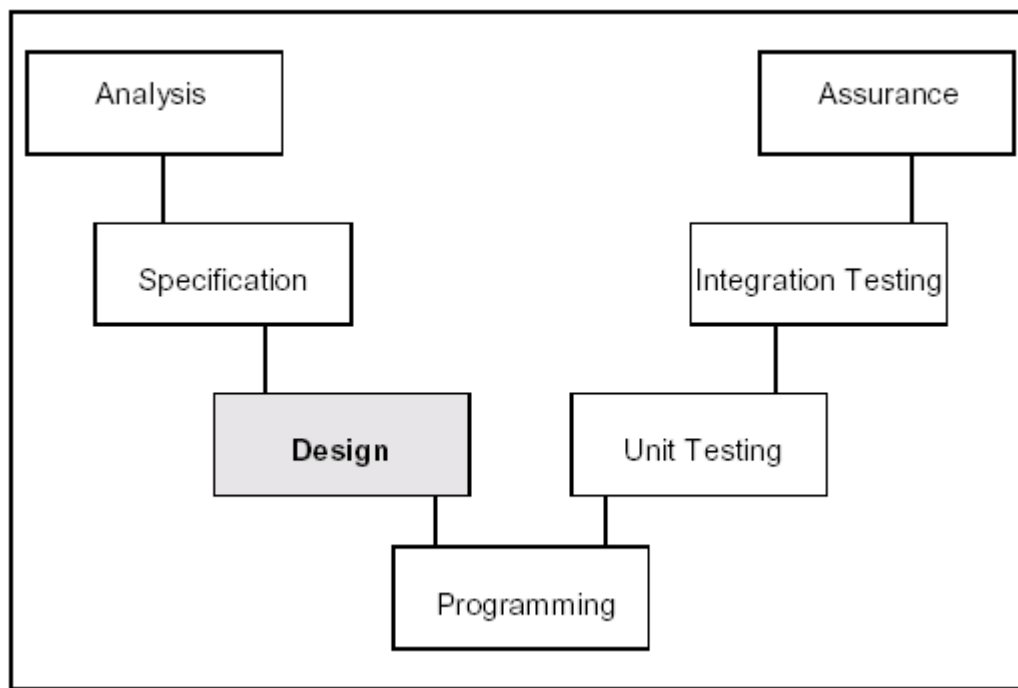 Analysis
Assurance
Specification
Integration Testing
Design
Unit Testing
Programming